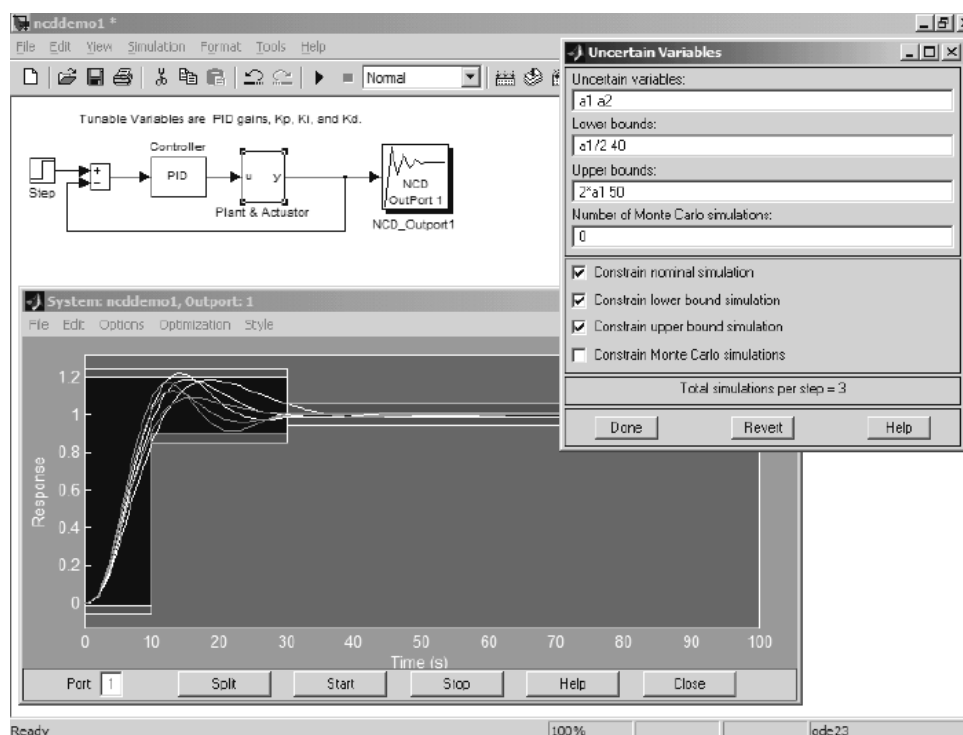 ncddemo1 *
File Edit View Simulation Format Tools Help
Normal
Tunable Variables are PID gains, Kp, Ki, and Kd.
Controller
Step
+
−
PID
u y
Plant & Actuator
NCD
OutPort 1
NCD_Outport1
Uncertain Variables
Uncertain variables:
a1 a2
Lower bounds:
a1/2 40
Upper bounds:
2*a1 50
Number of Monte Carlo simulations:
0
Constrain nominal simulation
Constrain lower bound simulation
Constrain upper bound simulation
Constrain Monte Carlo simulations
Total simulations per step = 3
Done Revert Help
System: ncddemo1, Outport: 1
File Edit Options Optimization Style
1.2
1
0.8
0.6
0.4
0.2
0
Response
0 10 20 30 40 50 60 70 80 90 100
Time (s)
Port 1 Split Start Stop Help Close
Ready 100% ode23